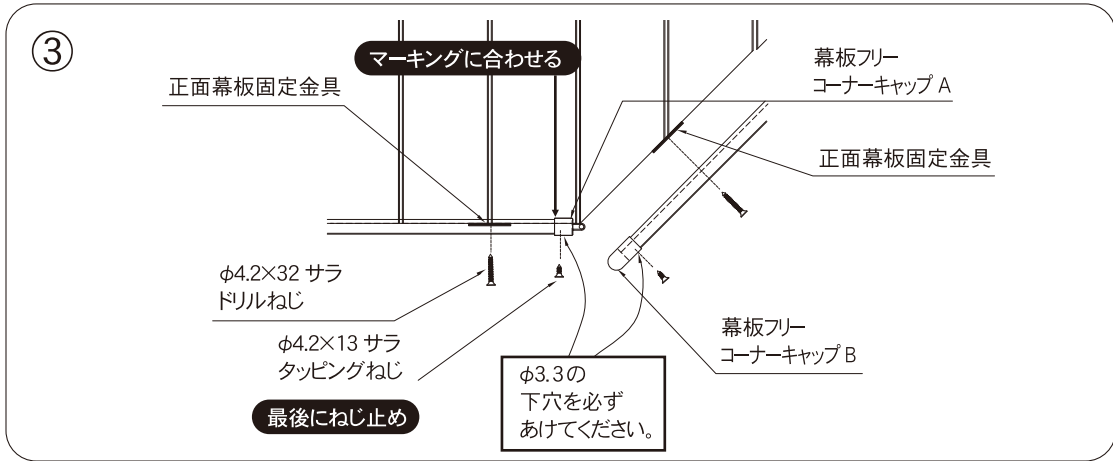 ③
マーキングに合わせる
正面幕板固定金具
幕板フリー
コーナーキャップ A
正面幕板固定金具
φ4.2×32 サラ
ドリルねじ
φ4.2×13 サラ
タッピングねじ
最後にねじ止め
φ3.3の
下穴を必ず
あけてください。
幕板フリー
コーナーキャップ B